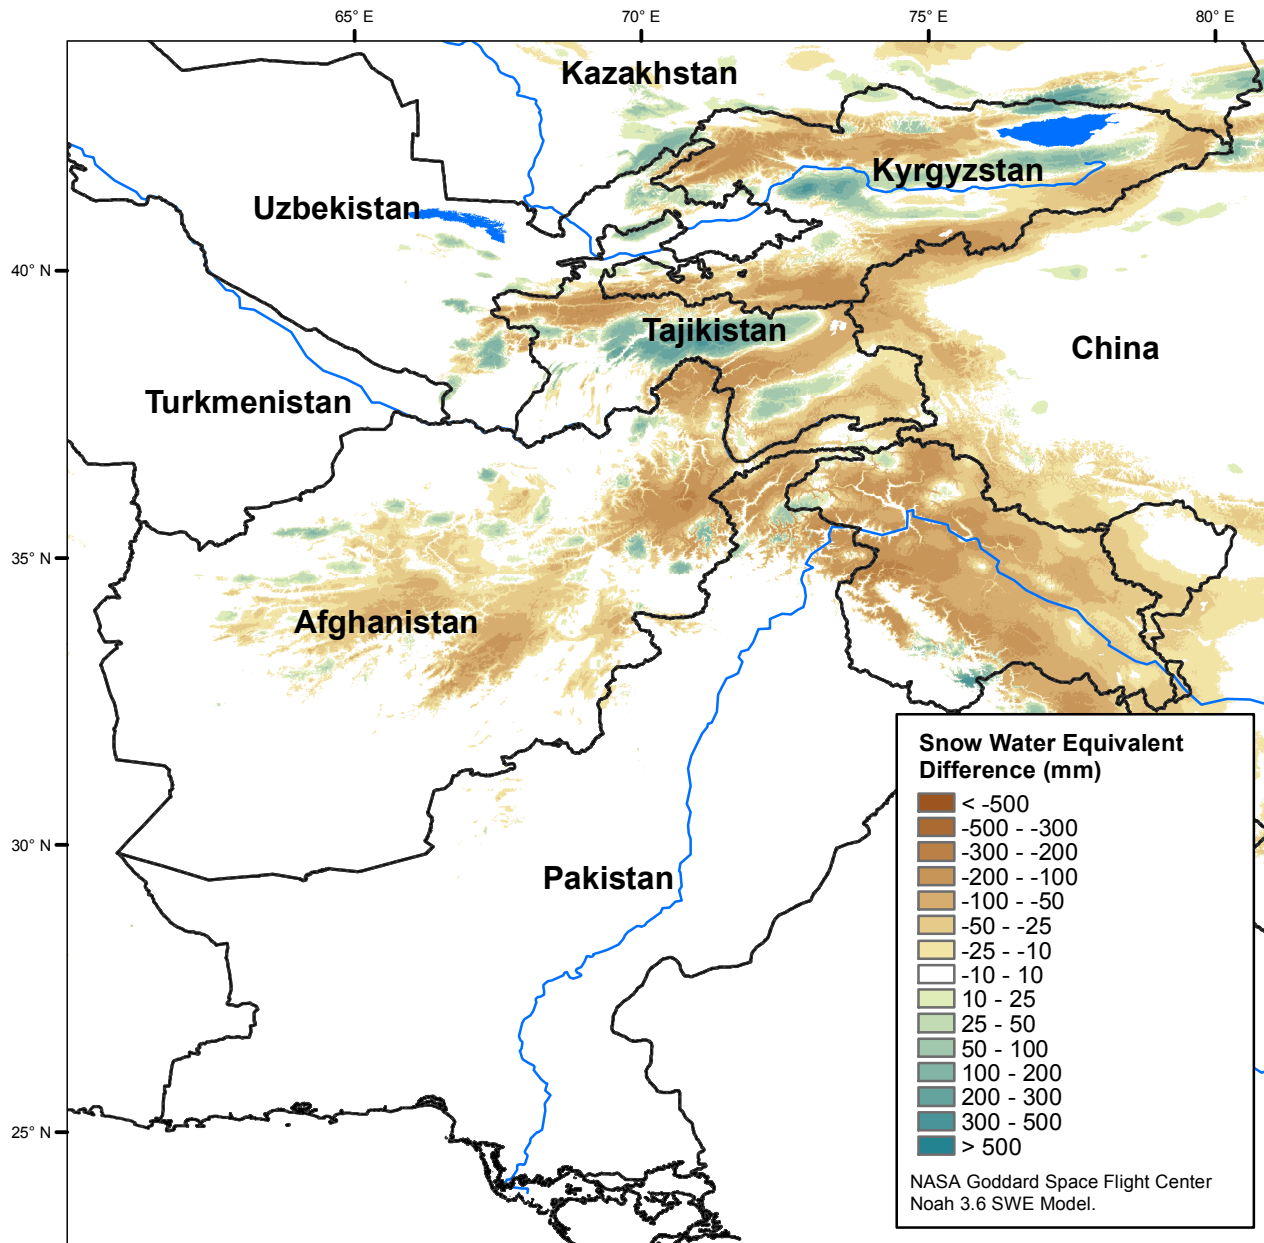 65° E
70° E
75° E
80° E
Kazakhstan
Kyrgyzstan
Uzbekistan
40° N
Tajikistan
China
Turkmenistan
35° N
Afghanistan
30° N
Pakistan
25° N
Snow Water Equivalent
Difference (mm)
< -500
-500 - -300
-300 - -200
-200 - -100
-100 - -50
-50 - -25
-25 - -10
-10 - 10
10 - 25
25 - 50
50 - 100
100 - 200
200 - 300
300 - 500
> 500
NASA Goddard Space Flight Center
Noah 3.6 SWE Model.